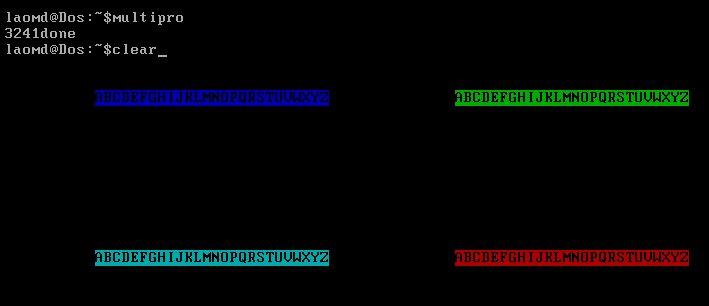 laomd@Dos:~$multipro
3241done
laomd@Dos:~$clear_
ABCDEFGHIJKLMNOPQRSTUVWXYZ
ABCDEFGHIJKLMNOPQRSTUVWXYZ
ABCDEFGHIJKLMNOPQRSTUVWXYZ
ABCDEFGHIJKLMNOPQRSTUVWXYZ